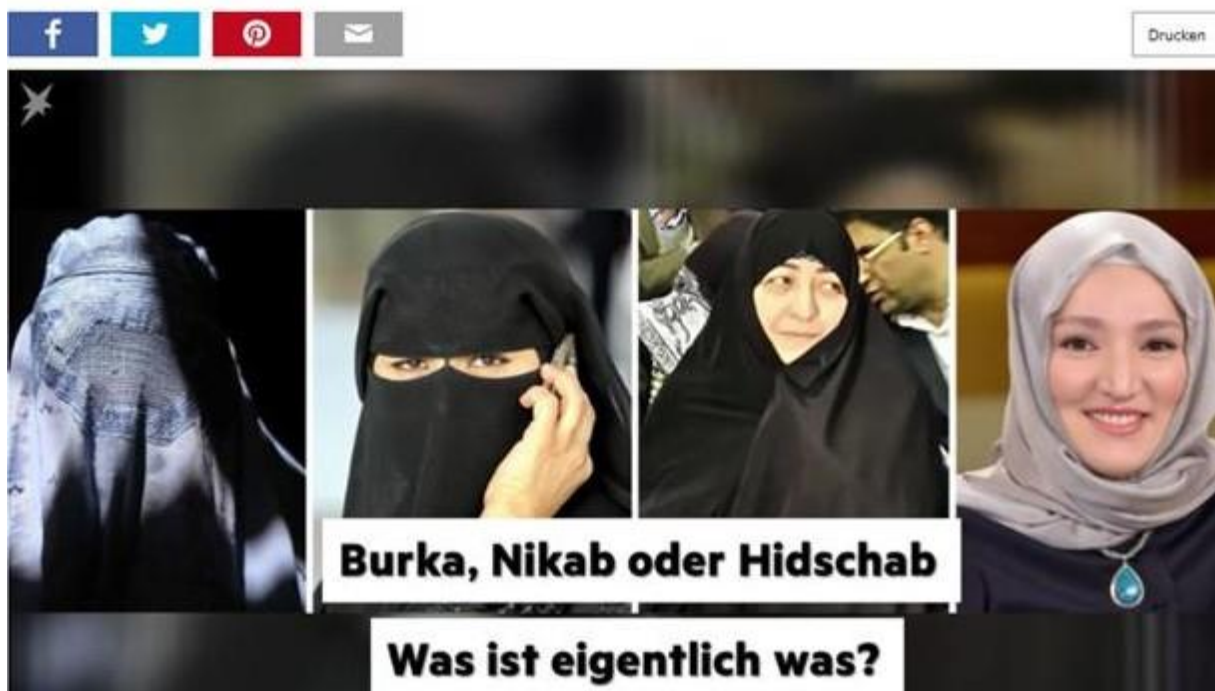 Drucken
Burka, Nikab oder Hidschab
Was ist eigentlich was?